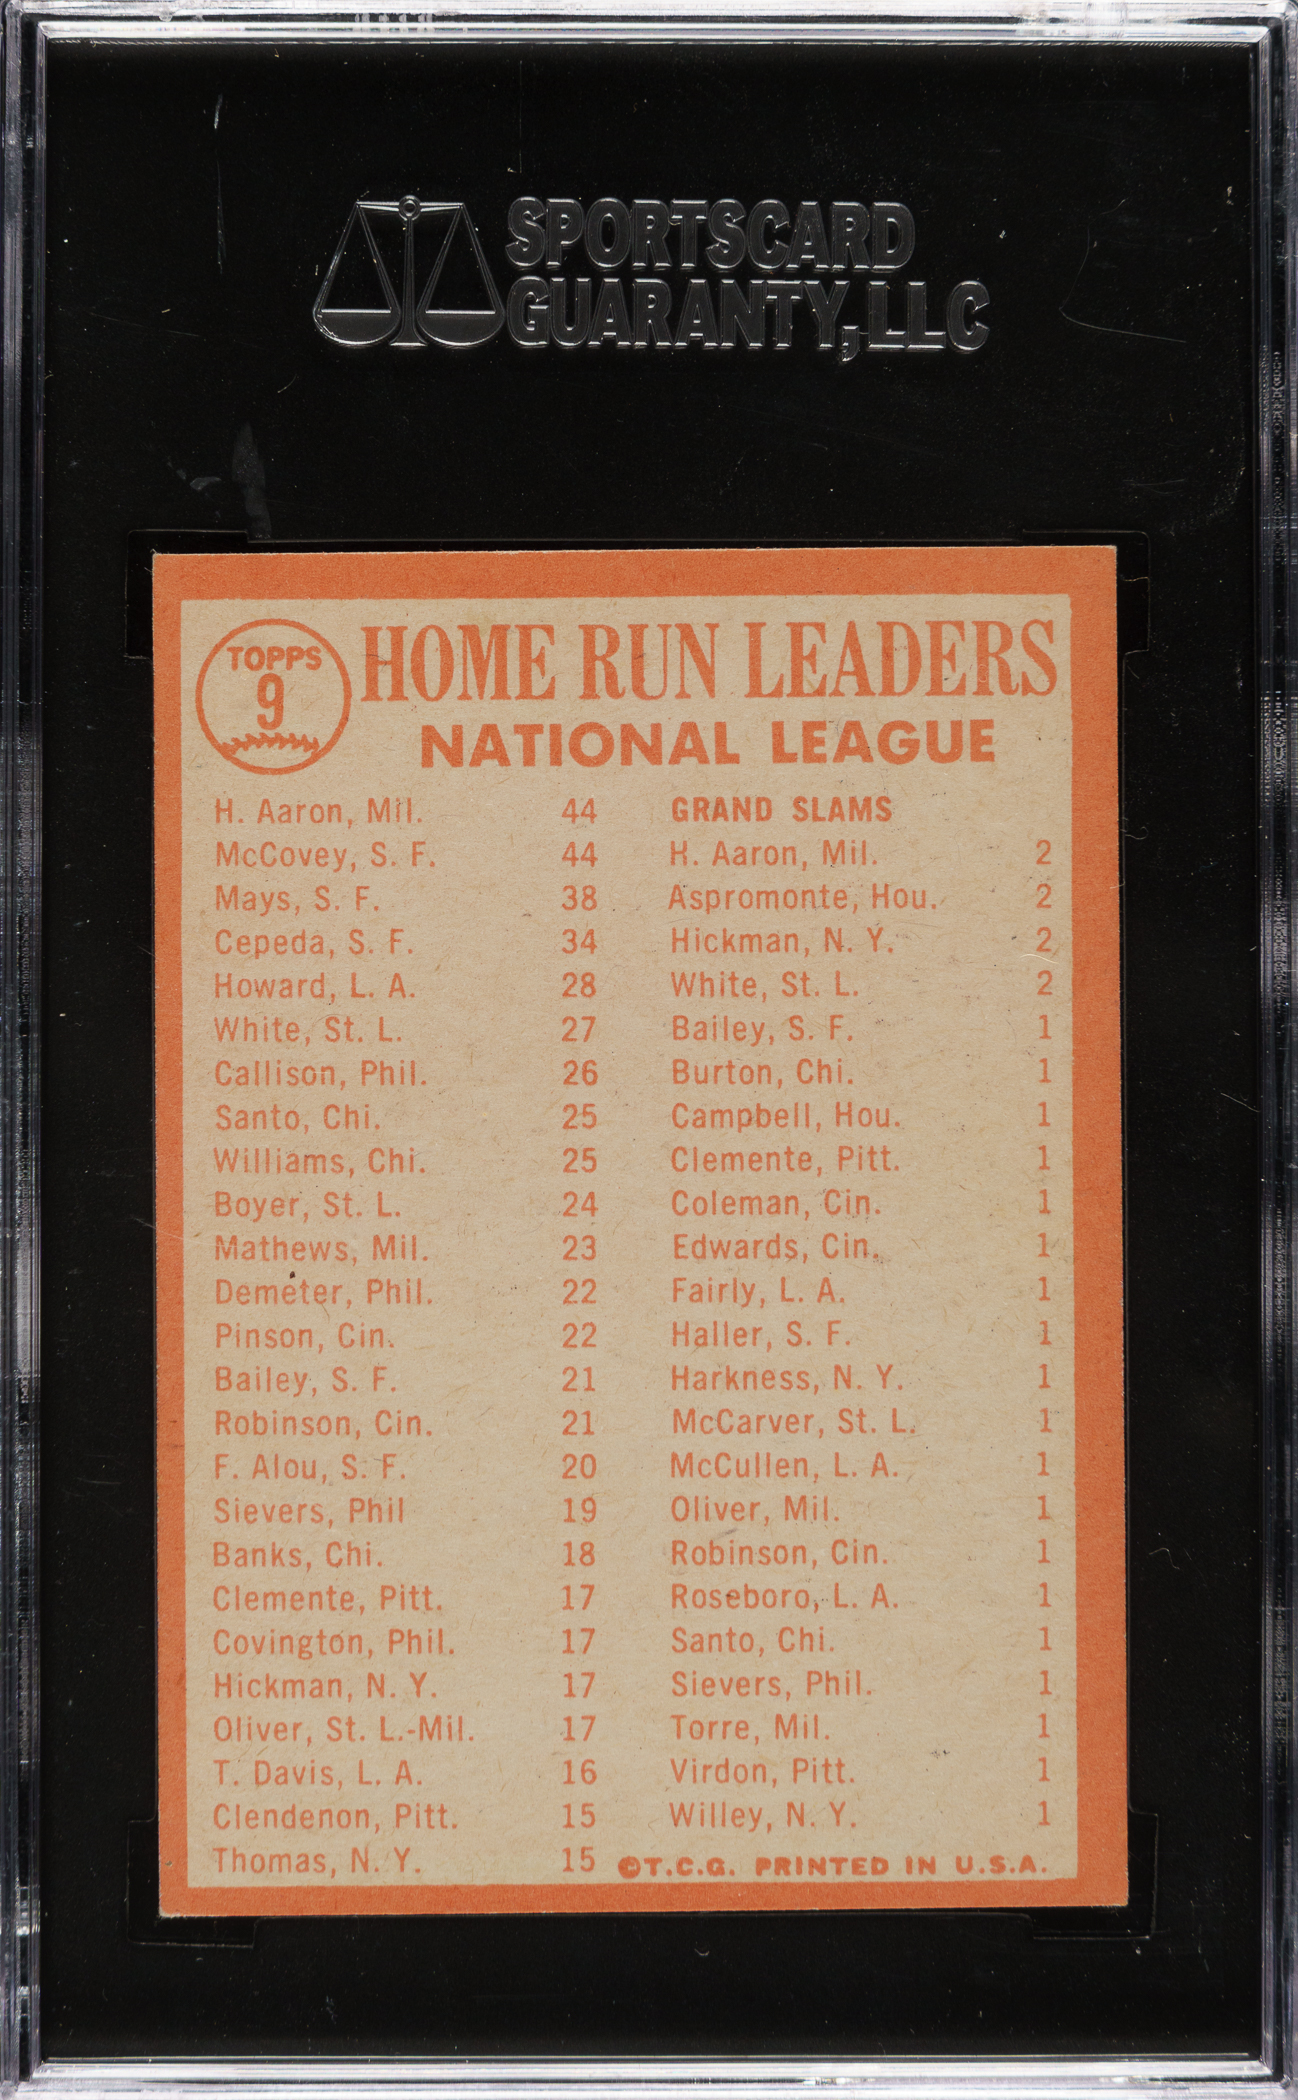 SPORTSCARD
GUARANTY, LLC
TOPPS
9
HOME RUN LEADERS
NATIONAL LEAGUE
H. Aaron, Mil. 44
McCovey, S. F. 44
Mays, S. F. 38
Cepeda, S. F. 34
Howard, L. A. 28
White, St. L. 27
Callison, Phil. 26
Santo, Chi. 25
Williams, Chi. 25
Boyer, St. L. 24
Mathews, Mil. 23
Demeter, Phil. 22
Pinson, Cin. 22
Bailey, S. F. 21
Robinson, Cin. 21
F. Alou, S. F. 20
Sievers, Phil 19
Banks, Chi. 18
Clemente, Pitt. 17
Covington, Phil. 17
Hickman, N. Y. 17
Oliver, St. L.-Mil. 17
T. Davis, L. A. 16
Clendenon, Pitt. 15
Thomas, N. Y. 15
GRAND SLAMS
H. Aaron, Mil. 2
Aspromonte, Hou. 2
Hickman, N. Y. 2
White, St. L. 2
Bailey, S. F. 1
Burton, Chi. 1
Campbell, Hou. 1
Clemente, Pitt. 1
Coleman, Cin. 1
Edwards, Cin. 1
Fairly, L. A. 1
Haller, S. F. 1
Harkness, N. Y. 1
McCarver, St. L. 1
McCullen, L. A. 1
Oliver, Mil. 1
Robinson, Cin. 1
Roseboro, L. A. 1
Santo, Chi. 1
Sievers, Phil. 1
Torre, Mil. 1
Virdon, Pitt. 1
Willey, N. Y. 1
©T.C.G. PRINTED IN U.S.A.